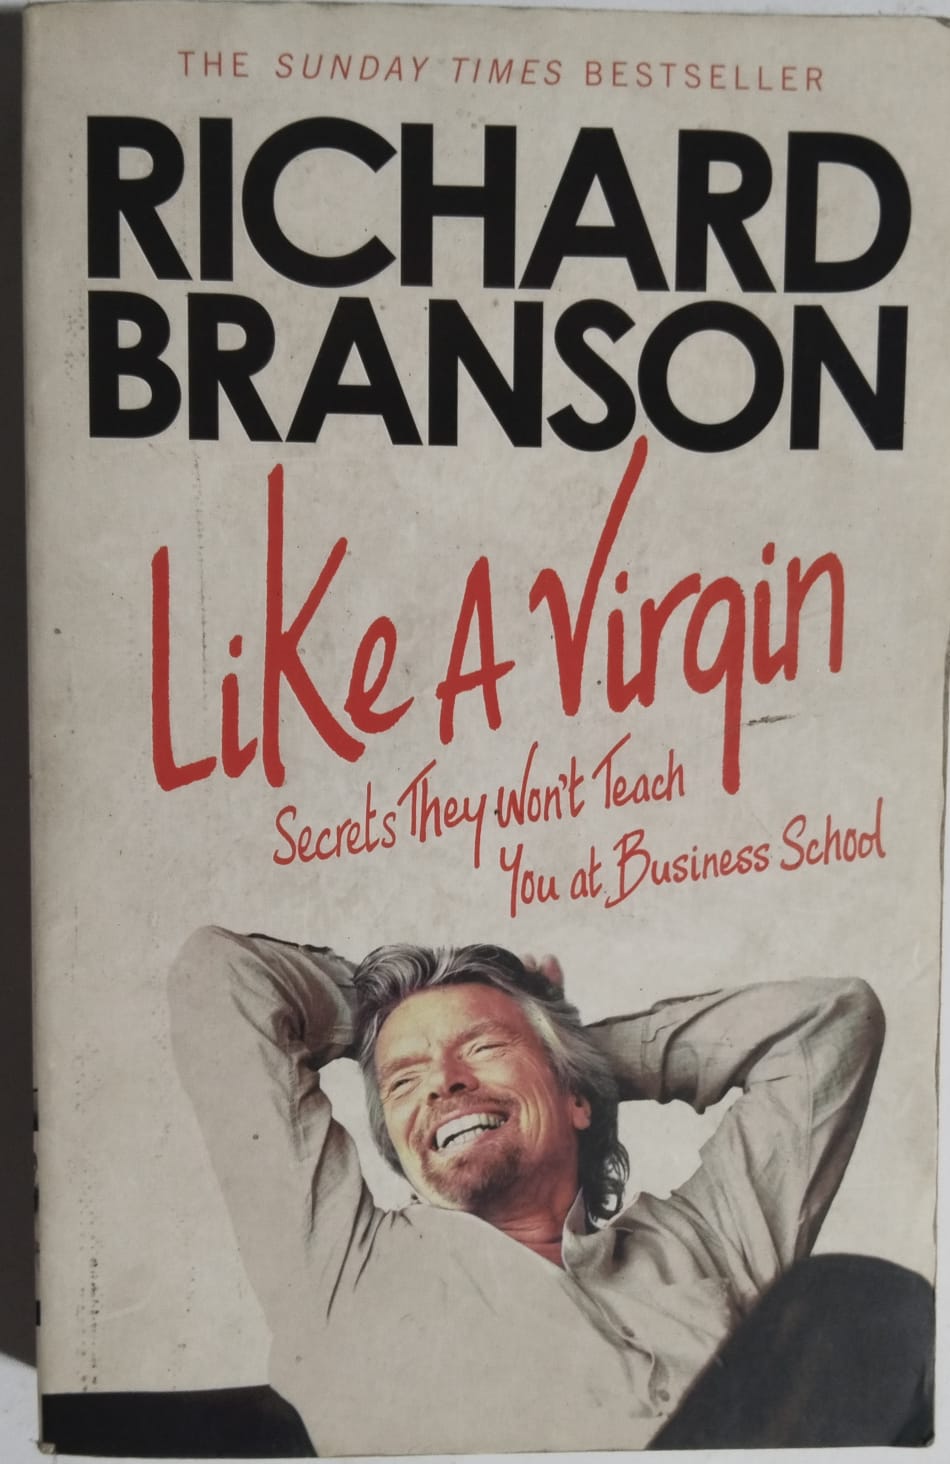 THE SUNDAY TIMES BESTSELLER
RICHARD
BRANSON
Like A Virgin
Secrets They Won't Teach
You at Business School